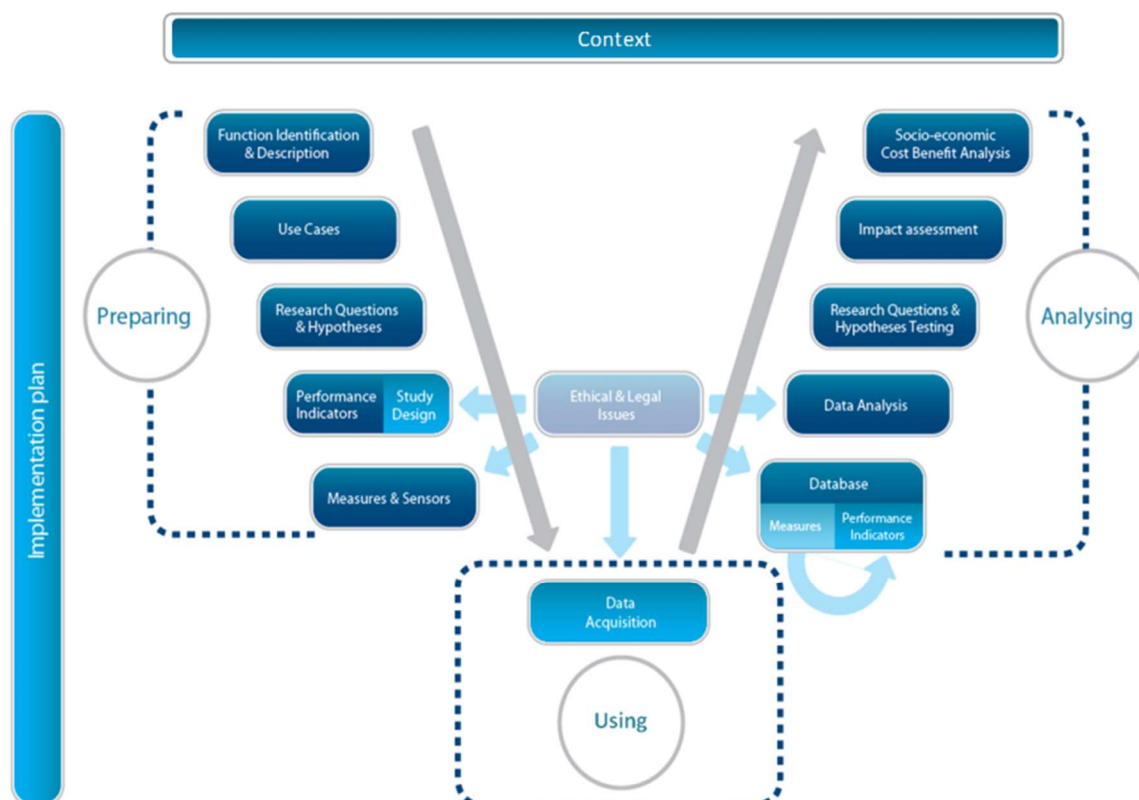 Context
Implementation plan
Preparing
Function Identification
& Description
Use Cases
Research Questions
& Hypotheses
Performance
Indicators
Study
Design
Measures & Sensors
Ethical & Legal
Issues
Data
Acquisition
Using
Socio-economic
Cost Benefit Analysis
Impact assessment
Research Questions &
Hypotheses Testing
Data Analysis
Database
Measures
Performance
Indicators
Analysing